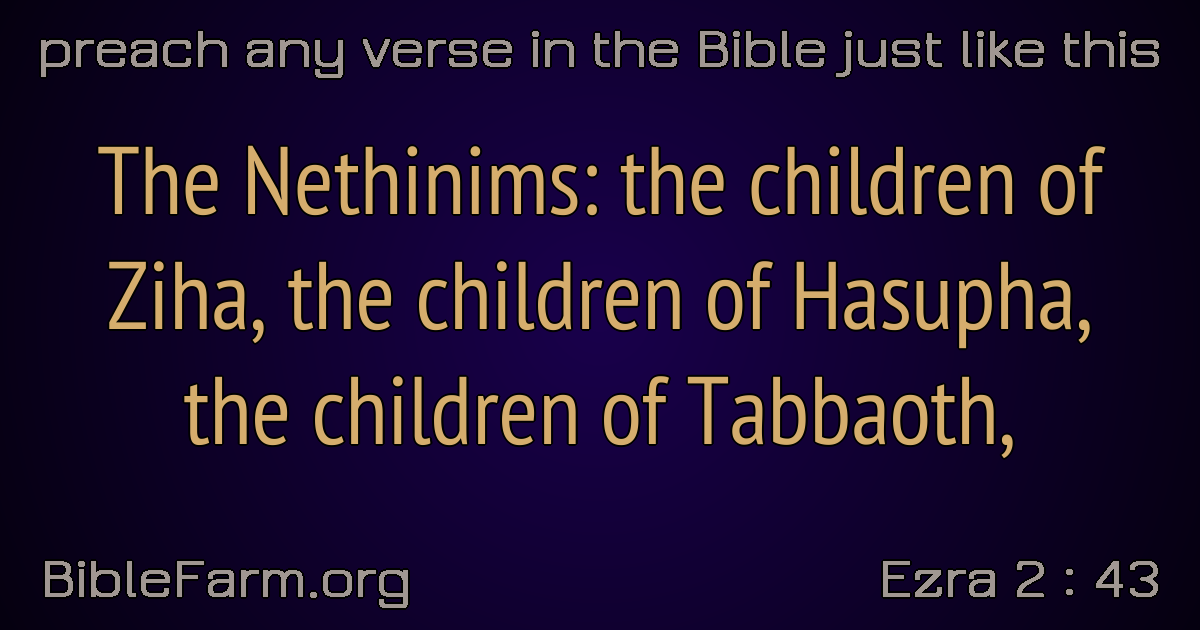 preach any verse in the Bible just like this
The Nethinims: the children of
Ziha, the children of Hasupha,
the children of Tabbaoth,
BibleFarm.org
Ezra 2 : 43